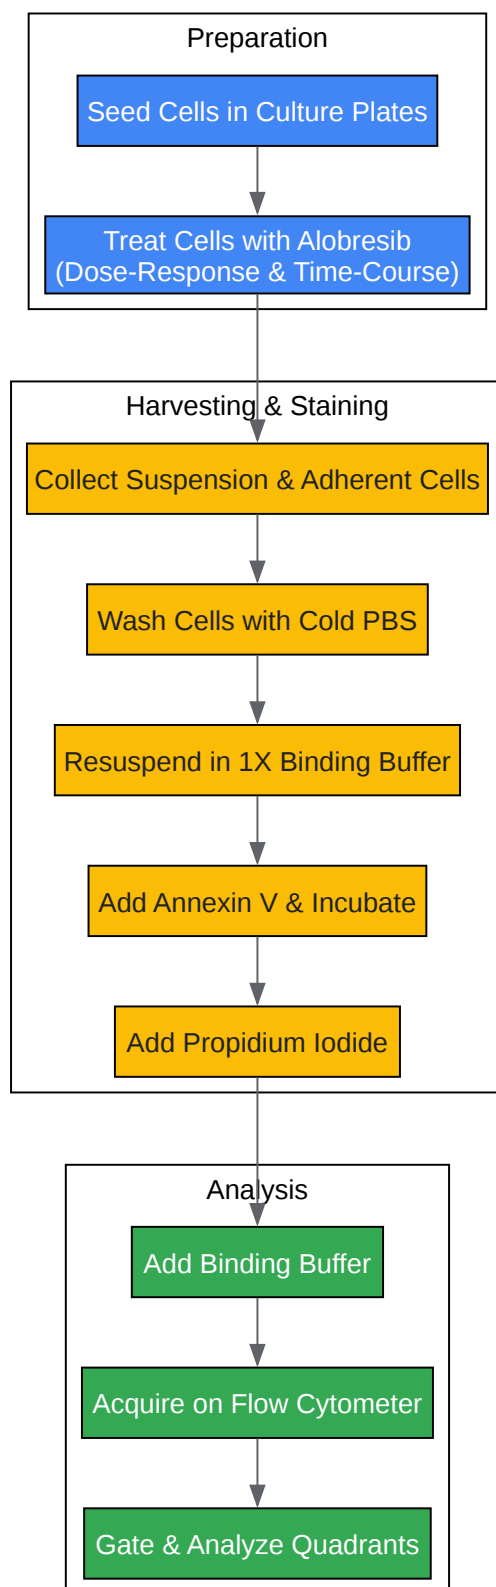 Preparation
Seed Cells in Culture Plates
Treat Cells with Alobresib
(Dose-Response & Time-Course)
Harvesting & Staining
Collect Suspension & Adherent Cells
Wash Cells with Cold PBS
Resuspend in 1X Binding Buffer
Add Annexin V & Incubate
Add Propidium Iodide
Analysis
Add Binding Buffer
Acquire on Flow Cytometer
Gate & Analyze Quadrants